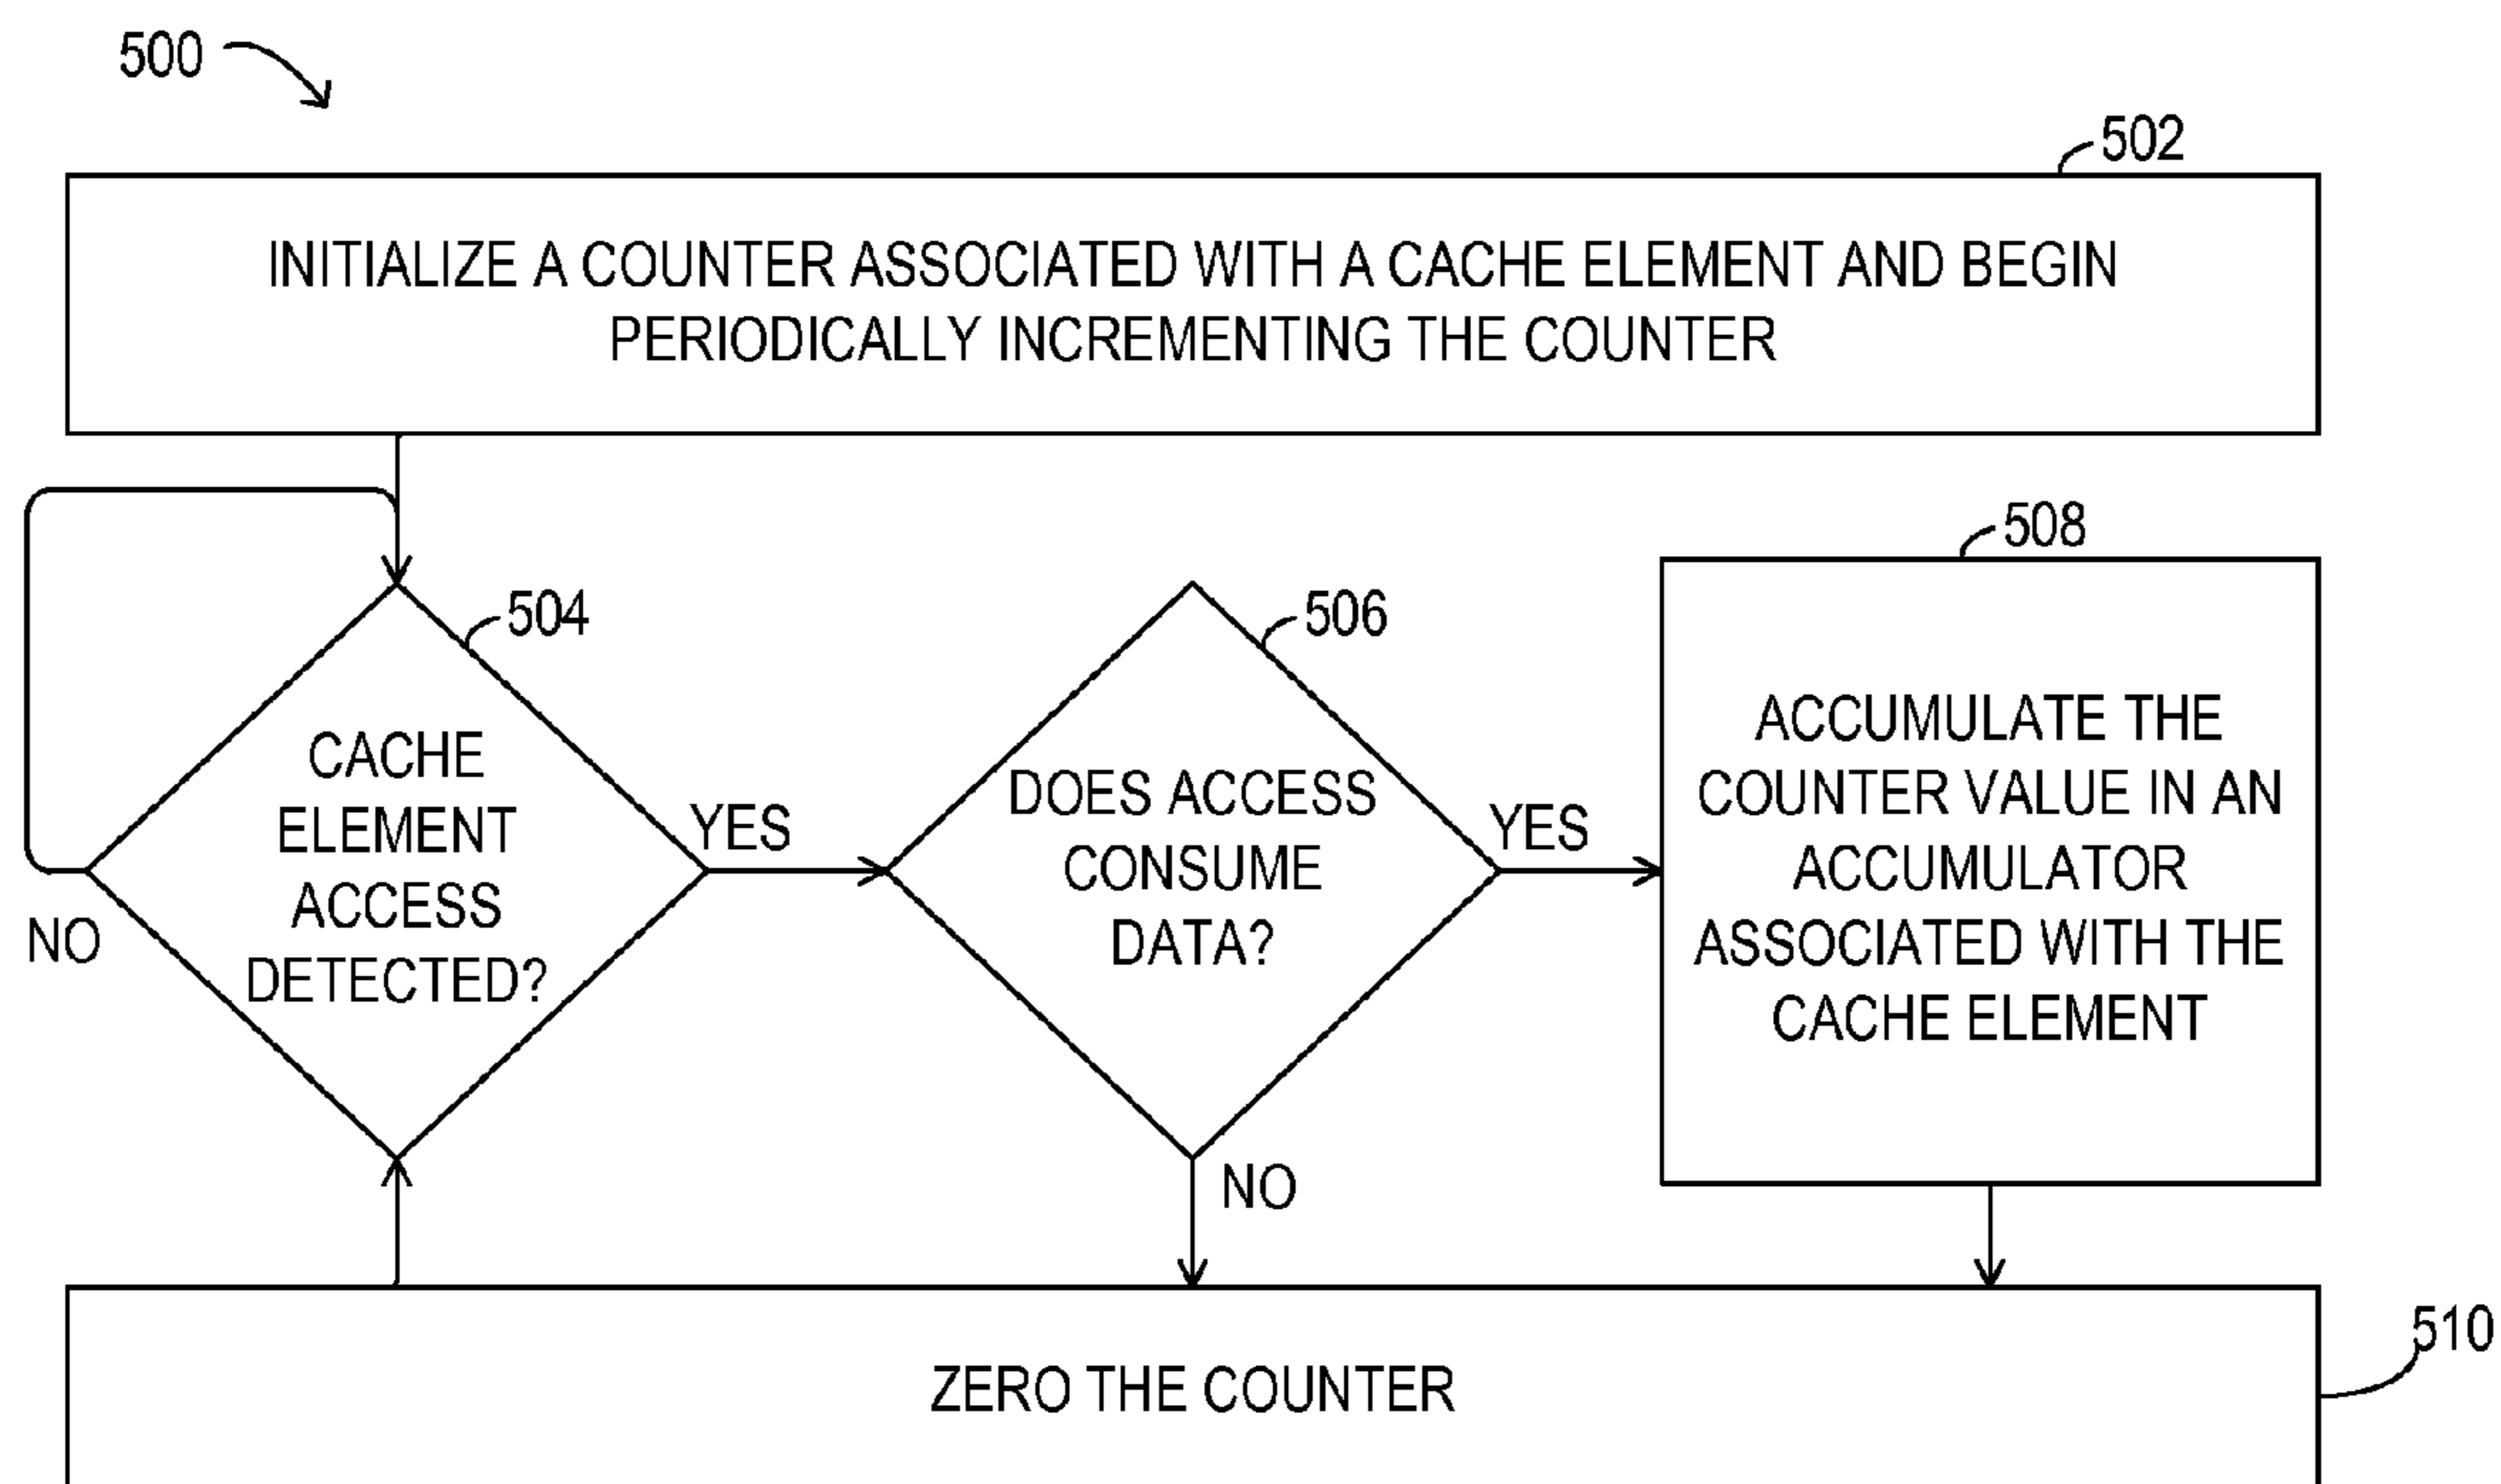 500
502
INITIALIZE A COUNTER ASSOCIATED WITH A CACHE ELEMENT AND BEGIN
PERIODICALLY INCREMENTING THE COUNTER
504
CACHE
ELEMENT
ACCESS
DETECTED?
NO
YES
506
DOES ACCESS
CONSUME
DATA?
YES
NO
508
ACCUMULATE THE
COUNTER VALUE IN AN
ACCUMULATOR
ASSOCIATED WITH THE
CACHE ELEMENT
510
ZERO THE COUNTER